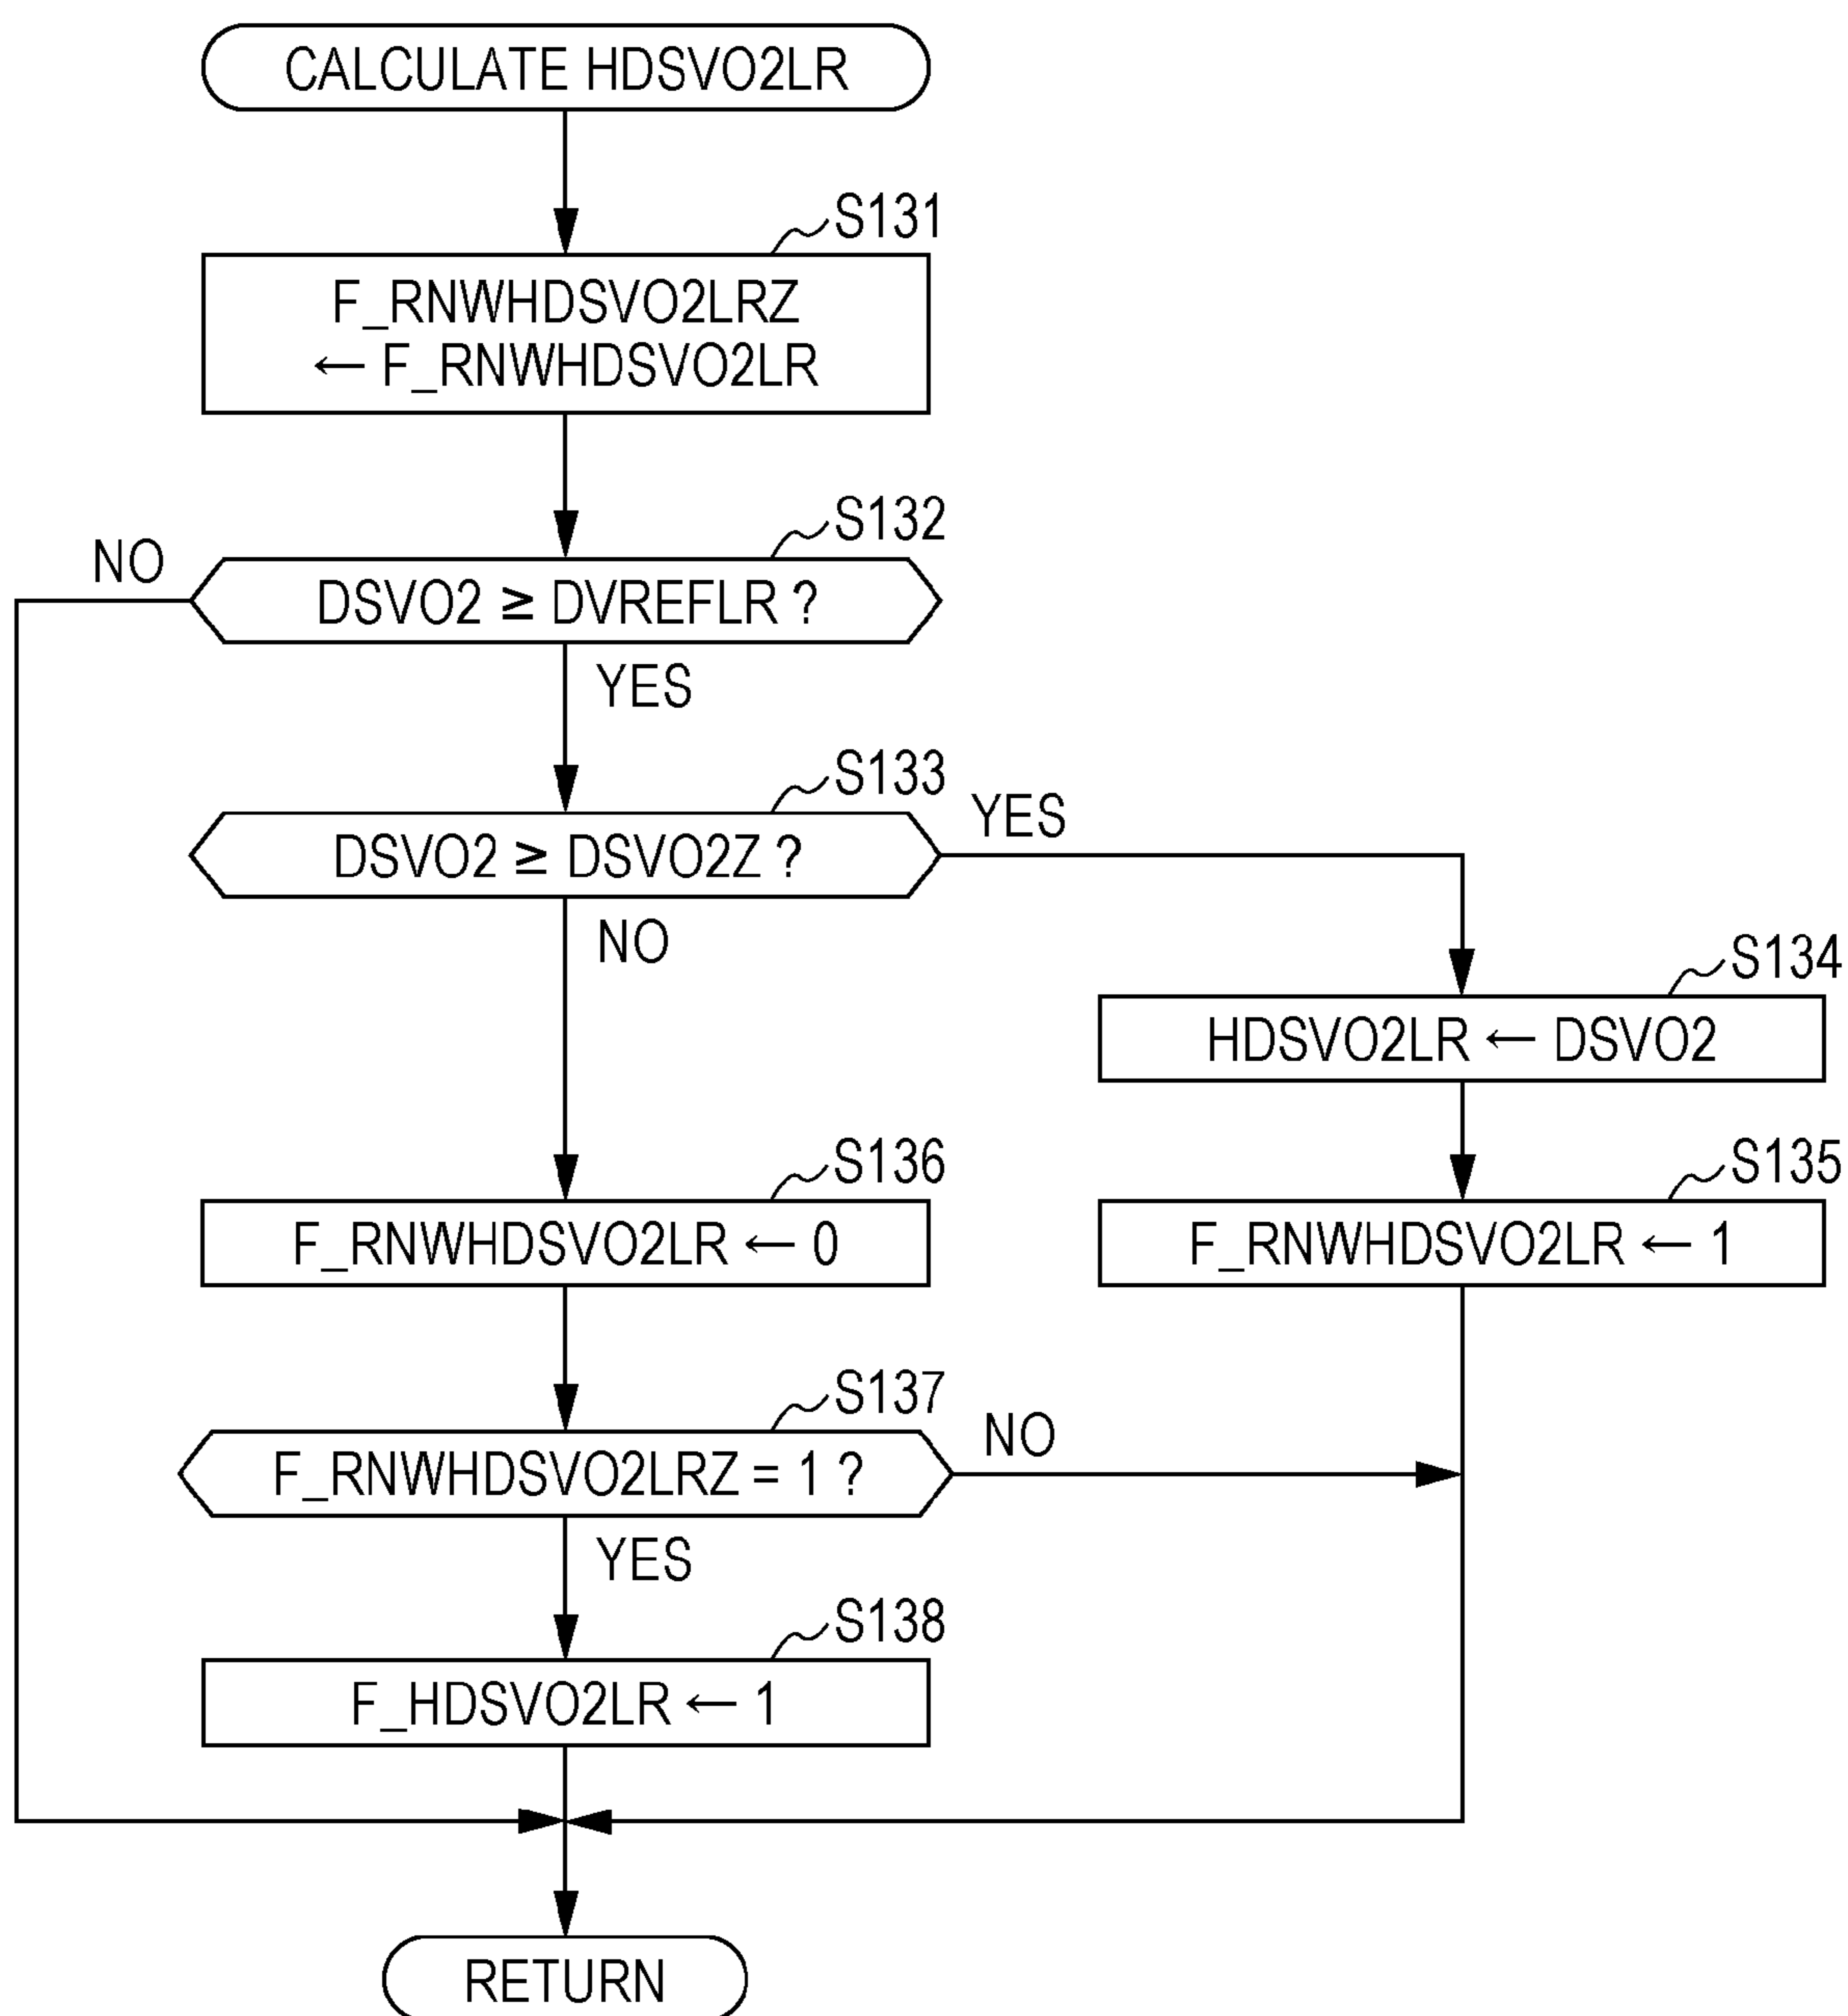 CALCULATE HDSVO2LR
S131
F_RNWHDSVO2LRZ
← F_RNWHDSVO2LR
S132
NO
DSVO2 ≥ DVREFLR ?
YES
S133
YES
DSVO2 ≥ DSVO2Z ?
NO
S134
HDSVO2LR ← DSVO2
S136
S135
F_RNWHDSVO2LR ← 0
F_RNWHDSVO2LR ← 1
S137
NO
F_RNWHDSVO2LRZ = 1 ?
YES
S138
F_HDSVO2LR ← 1
RETURN